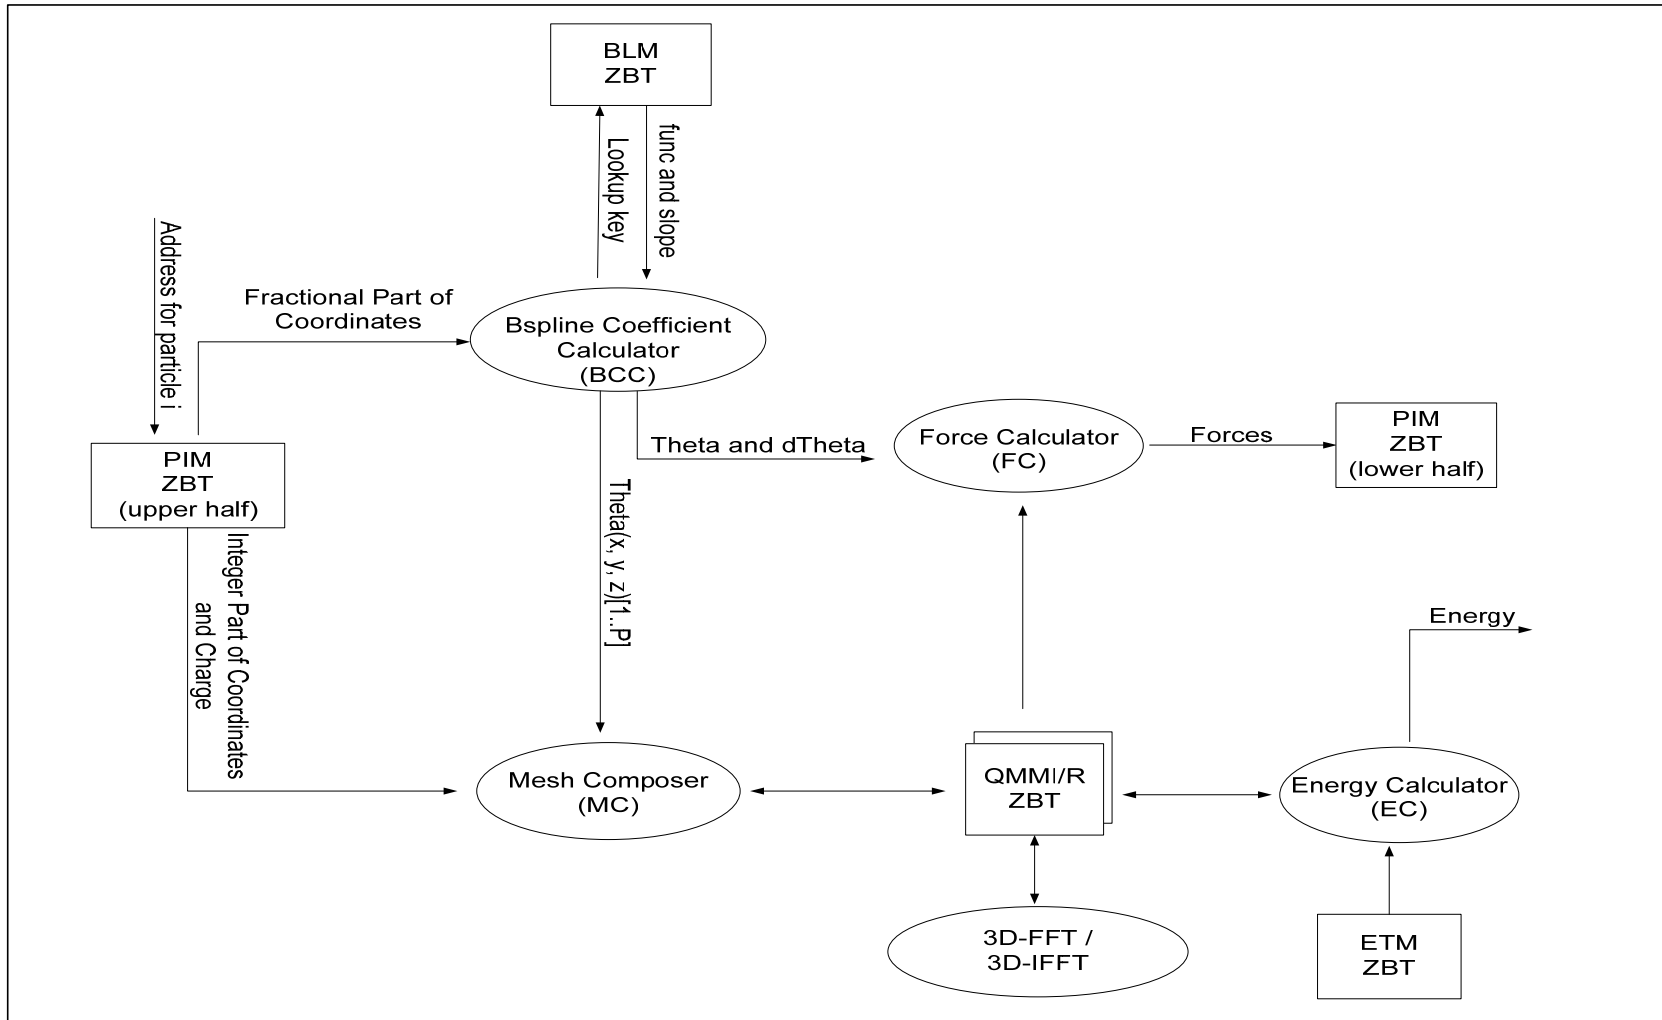 BLM
ZBT
Lookup key
func and slope
Address for particle i
Fractional Part of
Coordinates
Bspline Coefficient
Calculator
(BCC)
PIM
ZBT
(upper half)
Theta and dTheta
Force Calculator
(FC)
Forces
PIM
ZBT
(lower half)
Integer Part of Coordinates
and Charge
Theta(x, y, z)[1..P]
Energy
Mesh Composer
(MC)
QMMI/R
ZBT
Energy Calculator
(EC)
3D-FFT /
3D-IFFT
ETM
ZBT